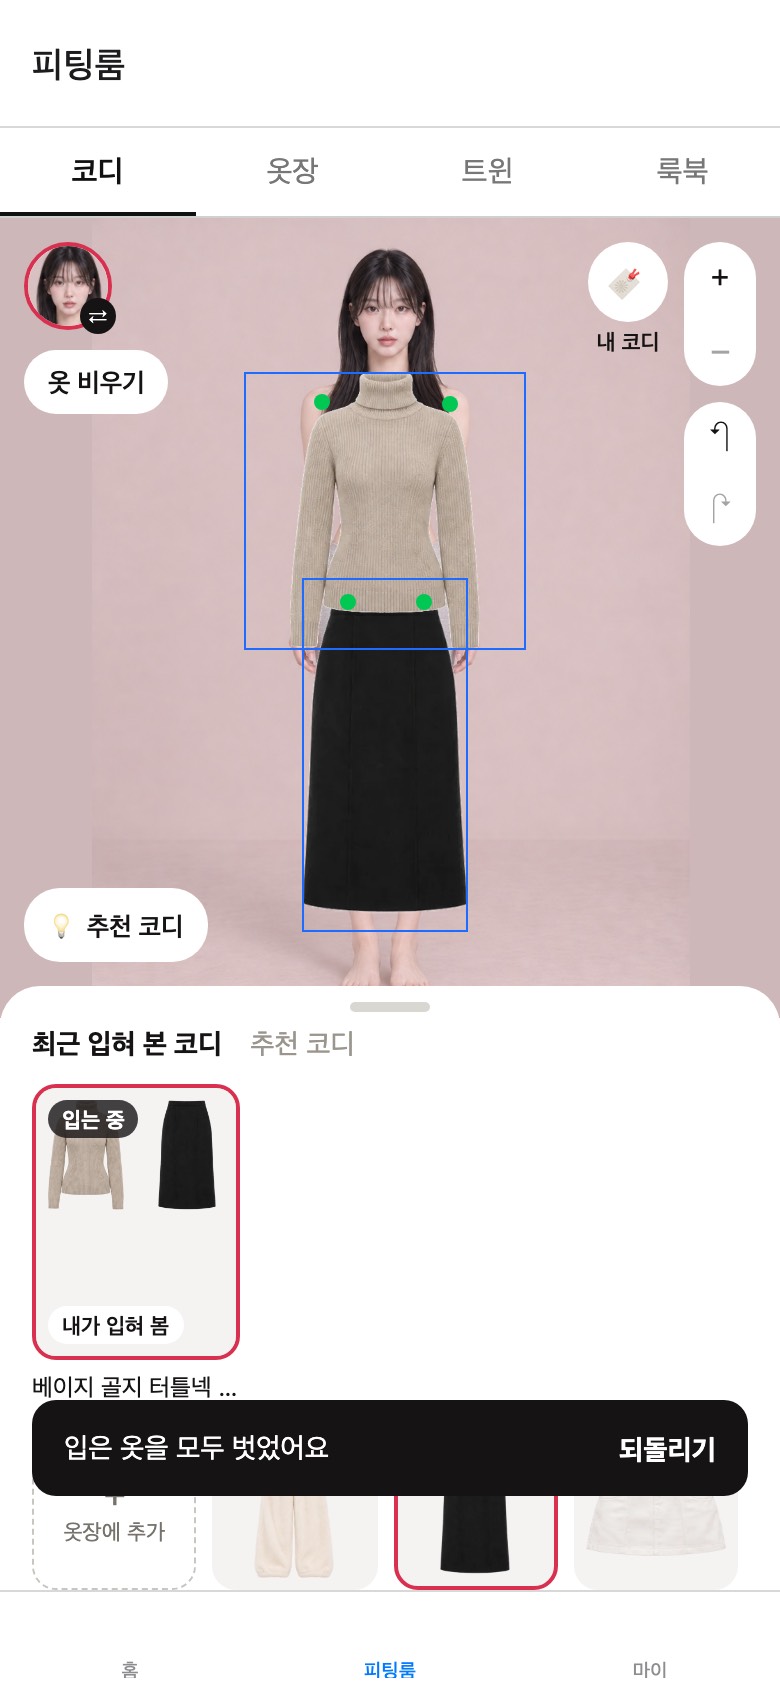 피팅룸
코디
옷장
트윈
룩북
옷 비우기
내 코디
추천 코디
최근 입혀 본 코디
추천 코디
입는 중
내가 입혀 봄
베이지 골지 터틀넥 ...
입은 옷을 모두 벗었어요
되돌리기
옷장에 추가
홈
피팅룸
마이